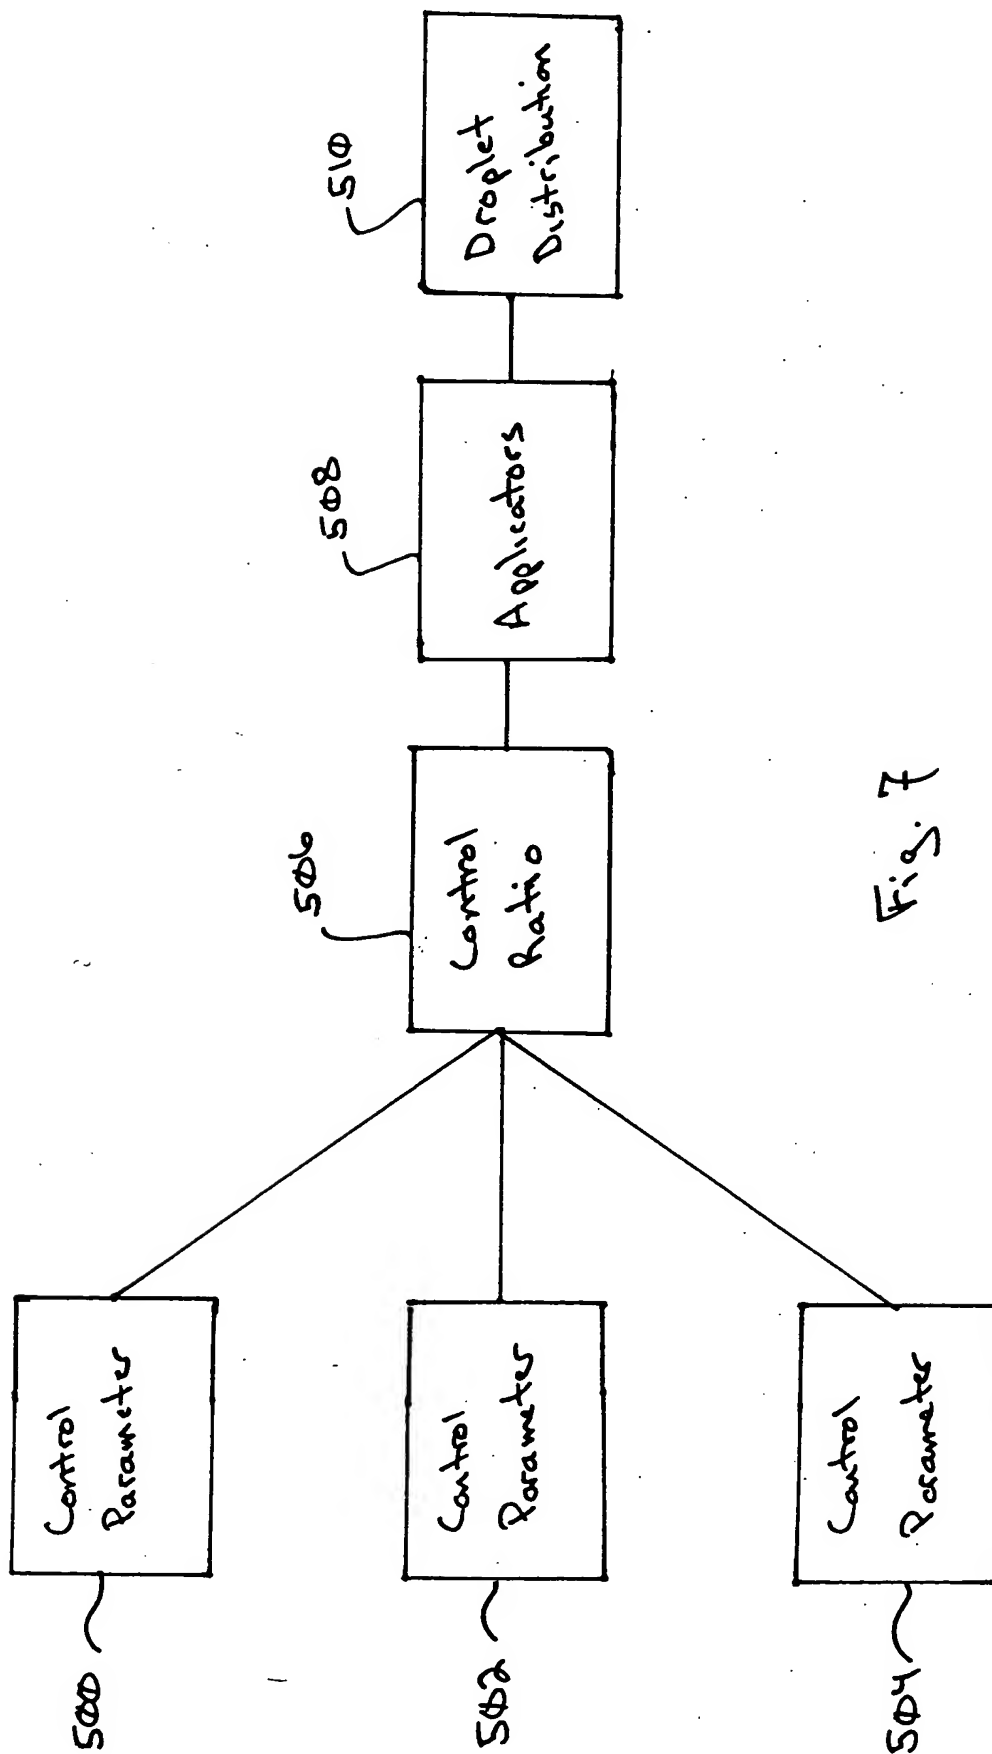 500
Control
Parameter
502
Control
Parameter
504
Control
Parameter
506
Control
Ratio
508
Applicators
510
Droplet
Distribution
Fig. 7